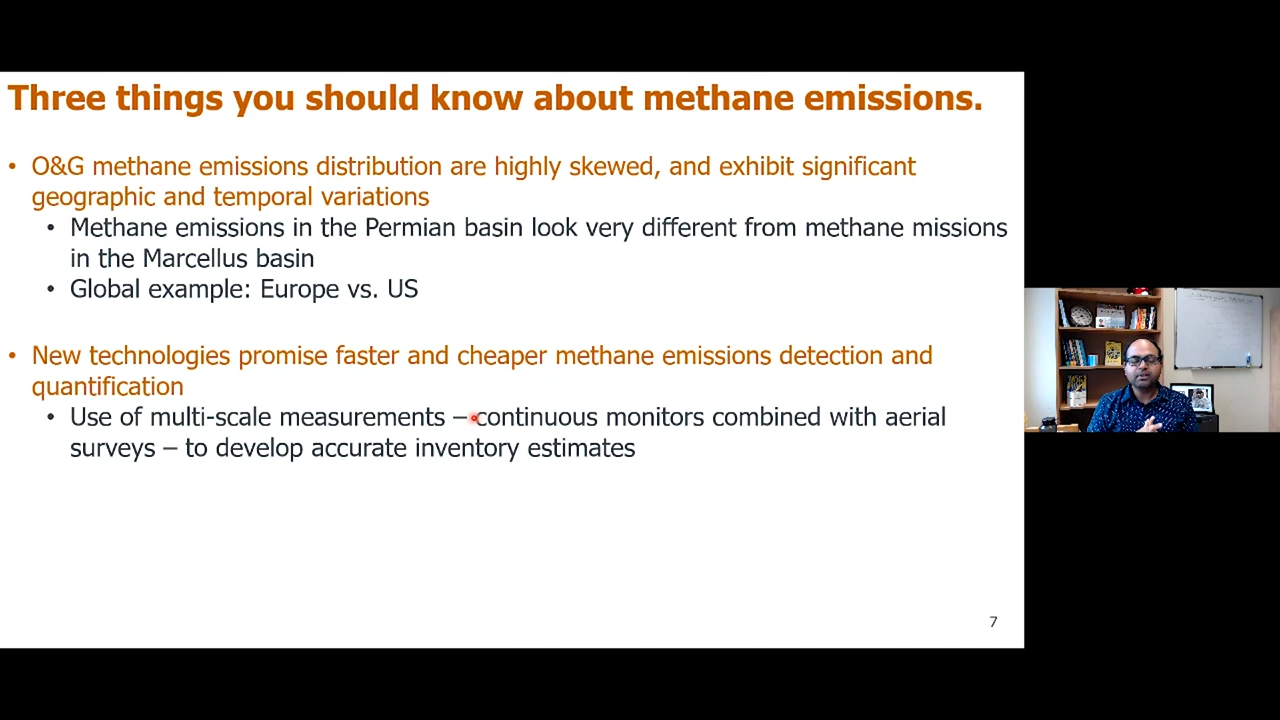 Three things you should know about methane emissions.
• O&G methane emissions distribution are highly skewed, and exhibit significant
geographic and temporal variations
• Methane emissions in the Permian basin look very different from methane missions
in the Marcellus basin
• Global example: Europe vs. US
• New technologies promise faster and cheaper methane emissions detection and
quantification
• Use of multi-scale measurements – continuous monitors combined with aerial
surveys – to develop accurate inventory estimates
7